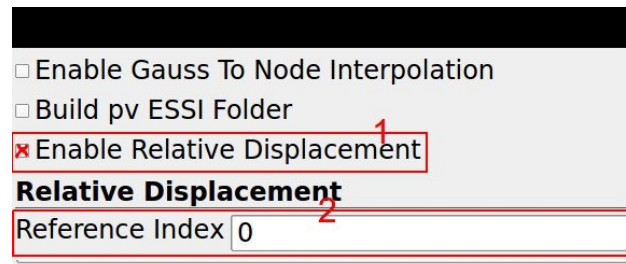 Enable Gauss To Node Interpolation
Build pv ESSI Folder
1
Enable Relative Displacement
Relative Displacement
2
Reference Index 0